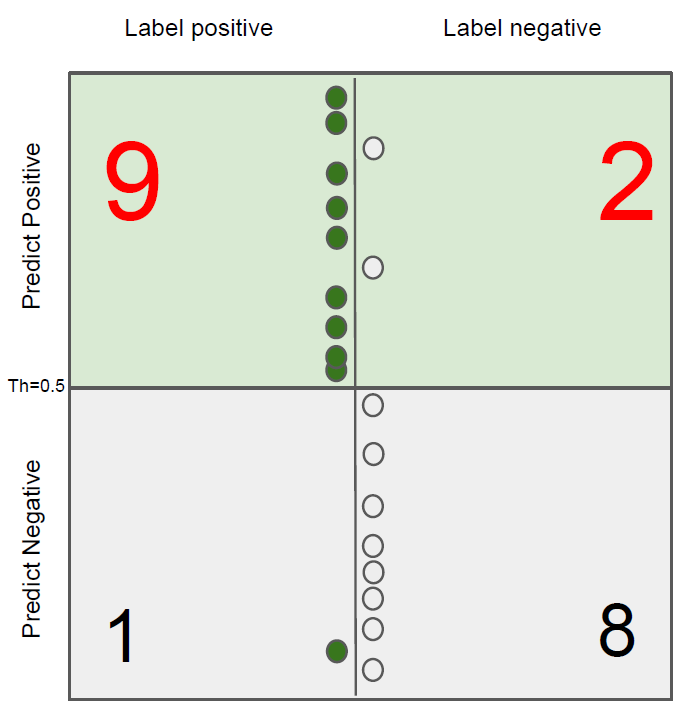 Label positive
Label negative
Predict Positive
9
2
Th=0.5
Predict Negative
1
8